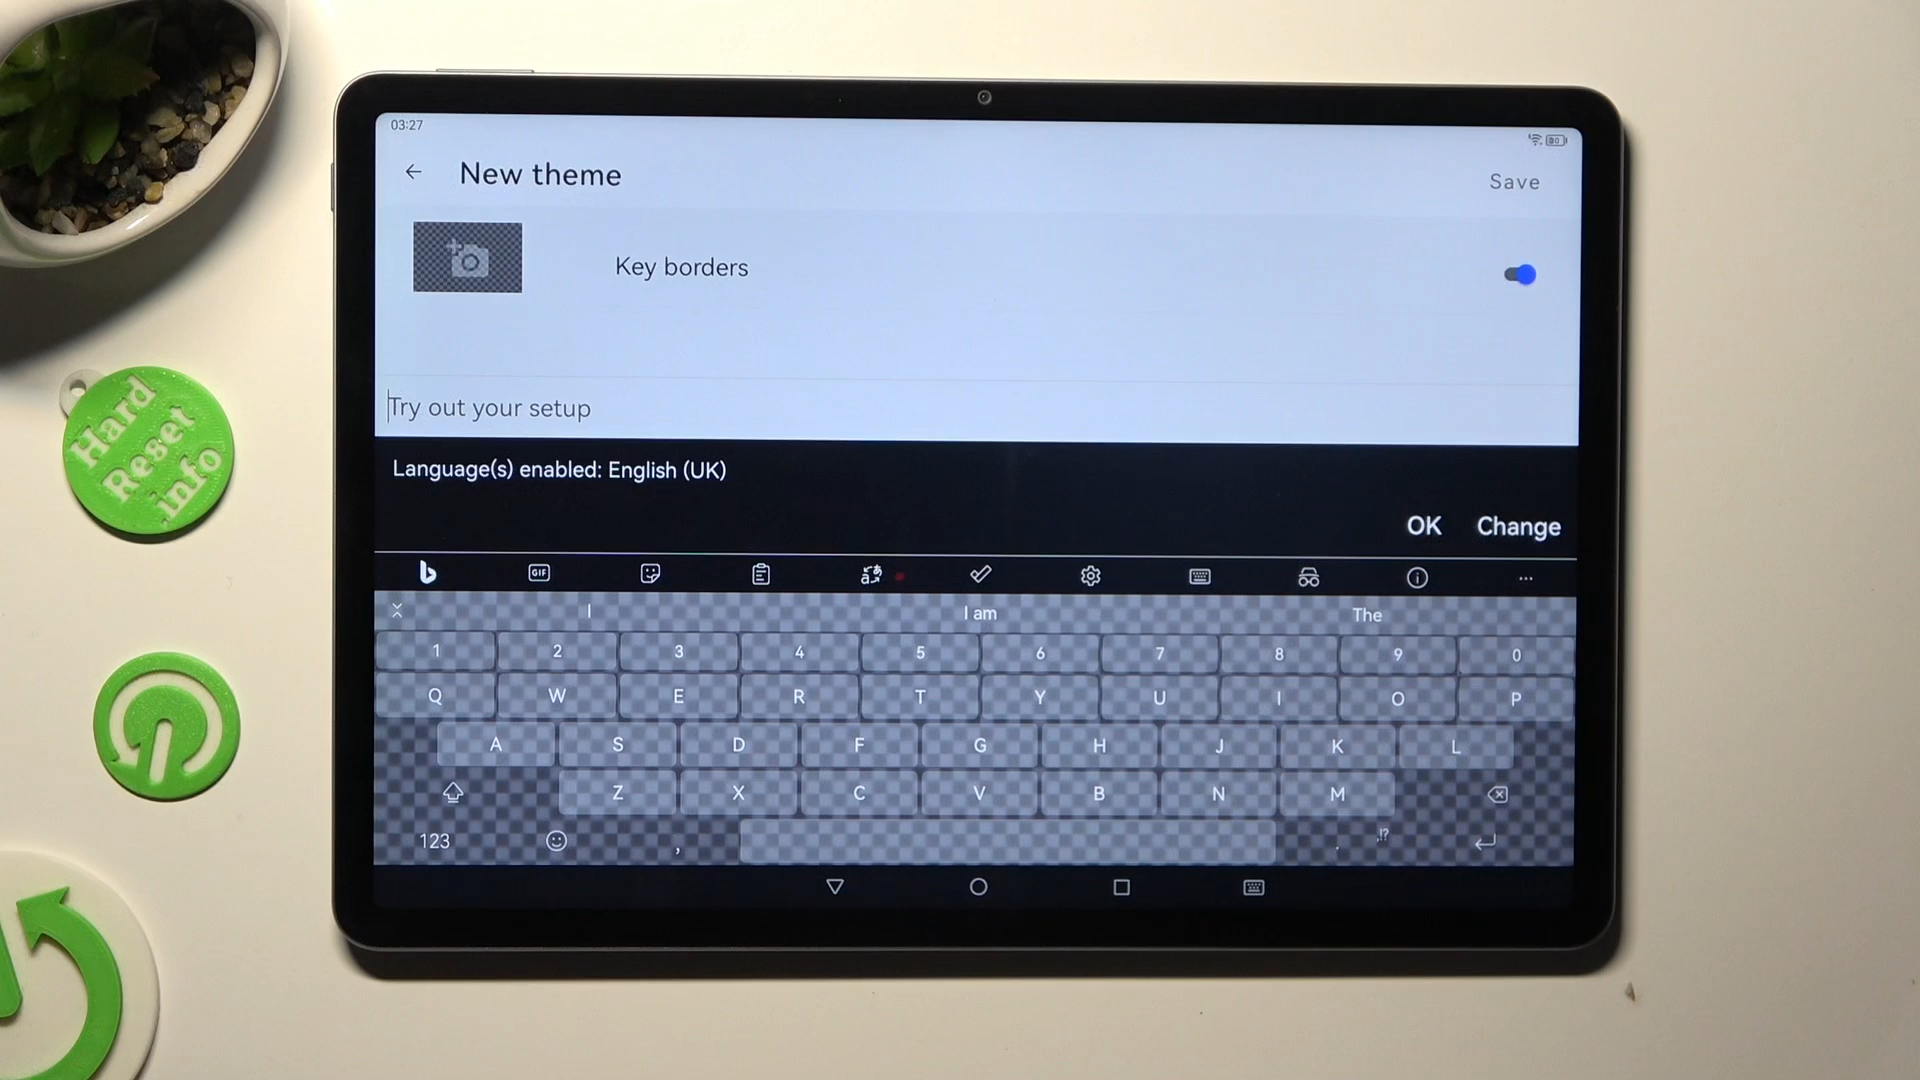 03:27
80
New theme
Save
Key borders
Try out your setup
Language(s) enabled: English (UK)
OK Change
GIF
I I am The
1 2 3 4 5 6 7 8 9 0
Q W E R T Y U I O P
A S D F G H J K L
Z X C V B N M
123 , . !?
Hard
Reset
.info